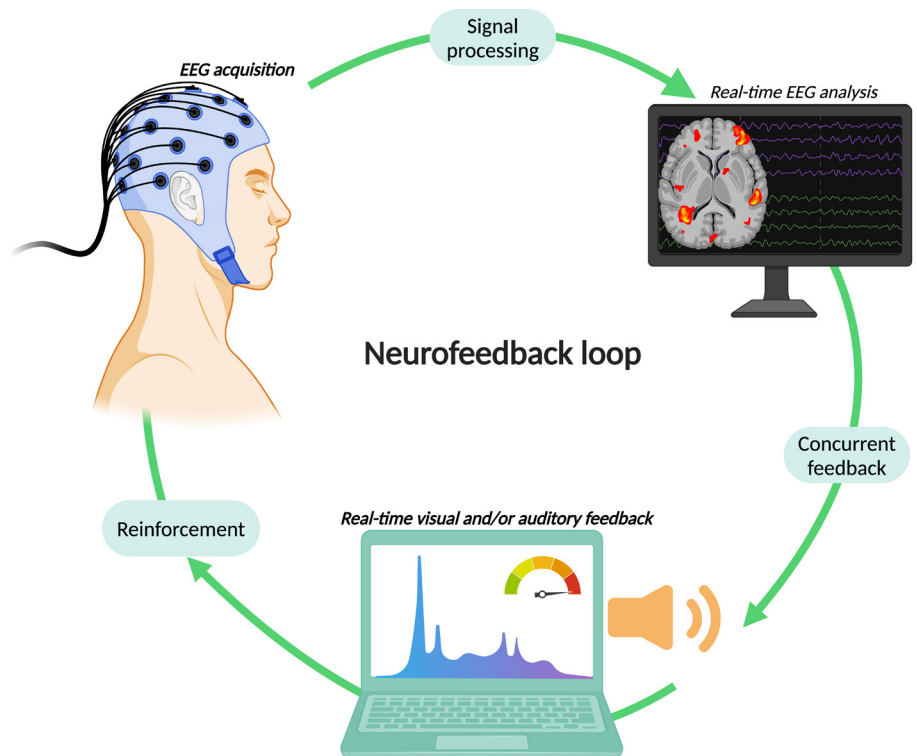 Signal
processing
EEG acquisition
Real-time EEG analysis
Neurofeedback loop
Concurrent
feedback
Real-time visual and/or auditory feedback
Reinforcement